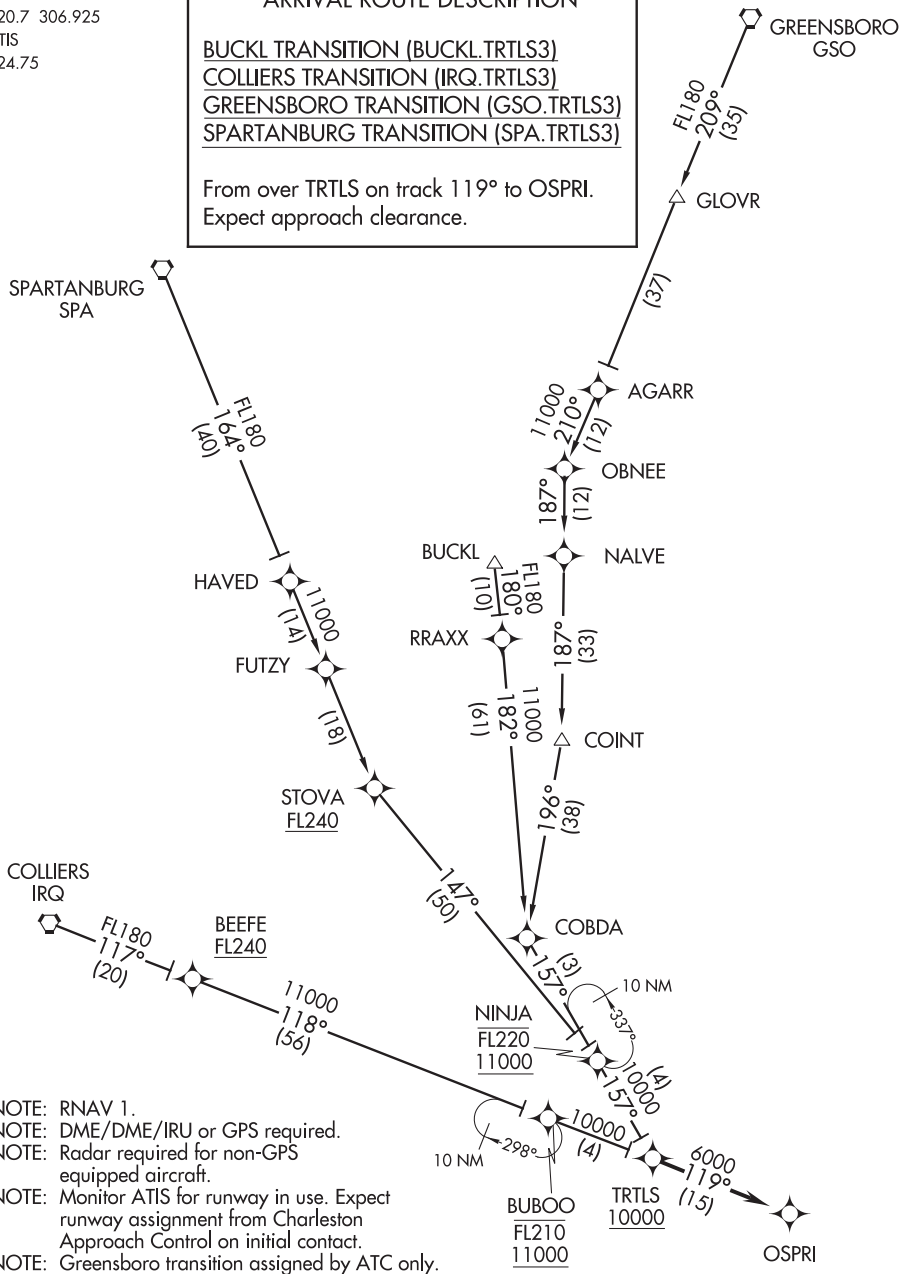 20.7 306.925
TIS
24.75
ARRIVAL ROUTE DESCRIPTION
BUCKL TRANSITION (BUCKL.TRTLS3)
COLLIERS TRANSITION (IRQ.TRTLS3)
GREENSBORO TRANSITION (GSO.TRTLS3)
SPARTANBURG TRANSITION (SPA.TRTLS3)
From over TRTLS on track 119° to OSPRI.
Expect approach clearance.
GREENSBORO
GSO
FL180
209°
(35)
GLOVR
(37)
SPARTANBURG
SPA
FL180
164°
(40)
AGARR
11000
210°
(12)
OBNEE
187°
(12)
NALVE
BUCKL
FL180
180°
(10)
RRAXX
HAVED
11000
(14)
FUTZY
(18)
11000
182°
(61)
187°
(33)
COINT
196°
(38)
STOVA
FL240
147°
(50)
COLLIERS
IRQ
FL180
117°
(20)
BEEFE
FL240
11000
118°
(56)
COBDA
(3)
157°
10 NM
337°
NINJA
FL220
11000
(4)
10000
157°
10 NM
298°
10000
(4)
BUBOO
FL210
11000
TRTLS
10000
6000
119°
(15)
OSPRI
NOTE: RNAV 1.
NOTE: DME/DME/IRU or GPS required.
NOTE: Radar required for non-GPS
equipped aircraft.
NOTE: Monitor ATIS for runway in use. Expect
runway assignment from Charleston
Approach Control on initial contact.
NOTE: Greensboro transition assigned by ATC only.